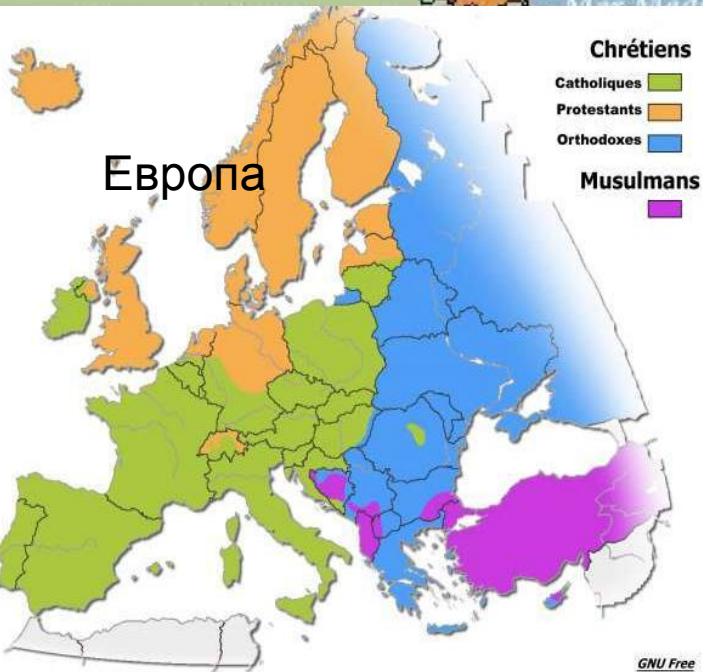 Chrétiens
Catholiques
Protestants
Orthodoxes
Musulmans
Европа
GNU Free